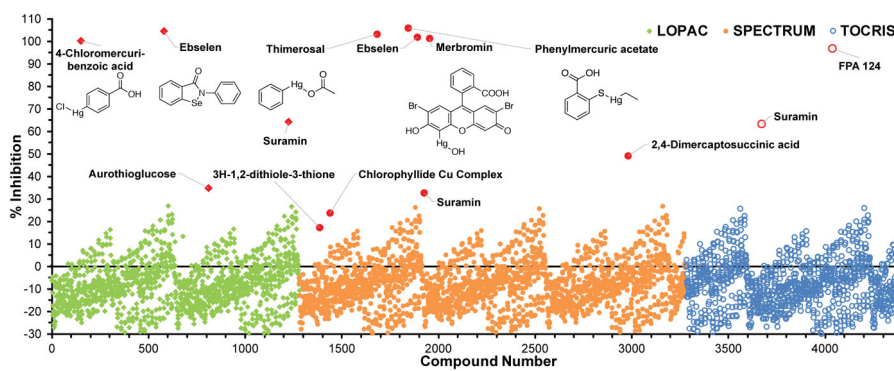 110
100
90
80
70
60
50
40
30
20
10
0
-10
-20
-30
% Inhibition
0
500
1000
1500
2000
2500
3000
3500
4000
Compound Number
LOPAC SPECTRUM TOCRIS
4-Chloromercuri-
benzoic acid
Ebselen
Thimerosal
Ebselen
Merbromin
Phenylmercuric acetate
FPA 124
O
OH
Cl
Hg
O
N
Se
Hg
O
O
COOH
Br
Br
HO
O
O
Hg
OH
O
OH
S
Hg
Suramin
Suramin
2,4-Dimercaptosuccinic acid
Aurothioglucose
3H-1,2-dithiole-3-thione
Chlorophyllide Cu Complex
Suramin